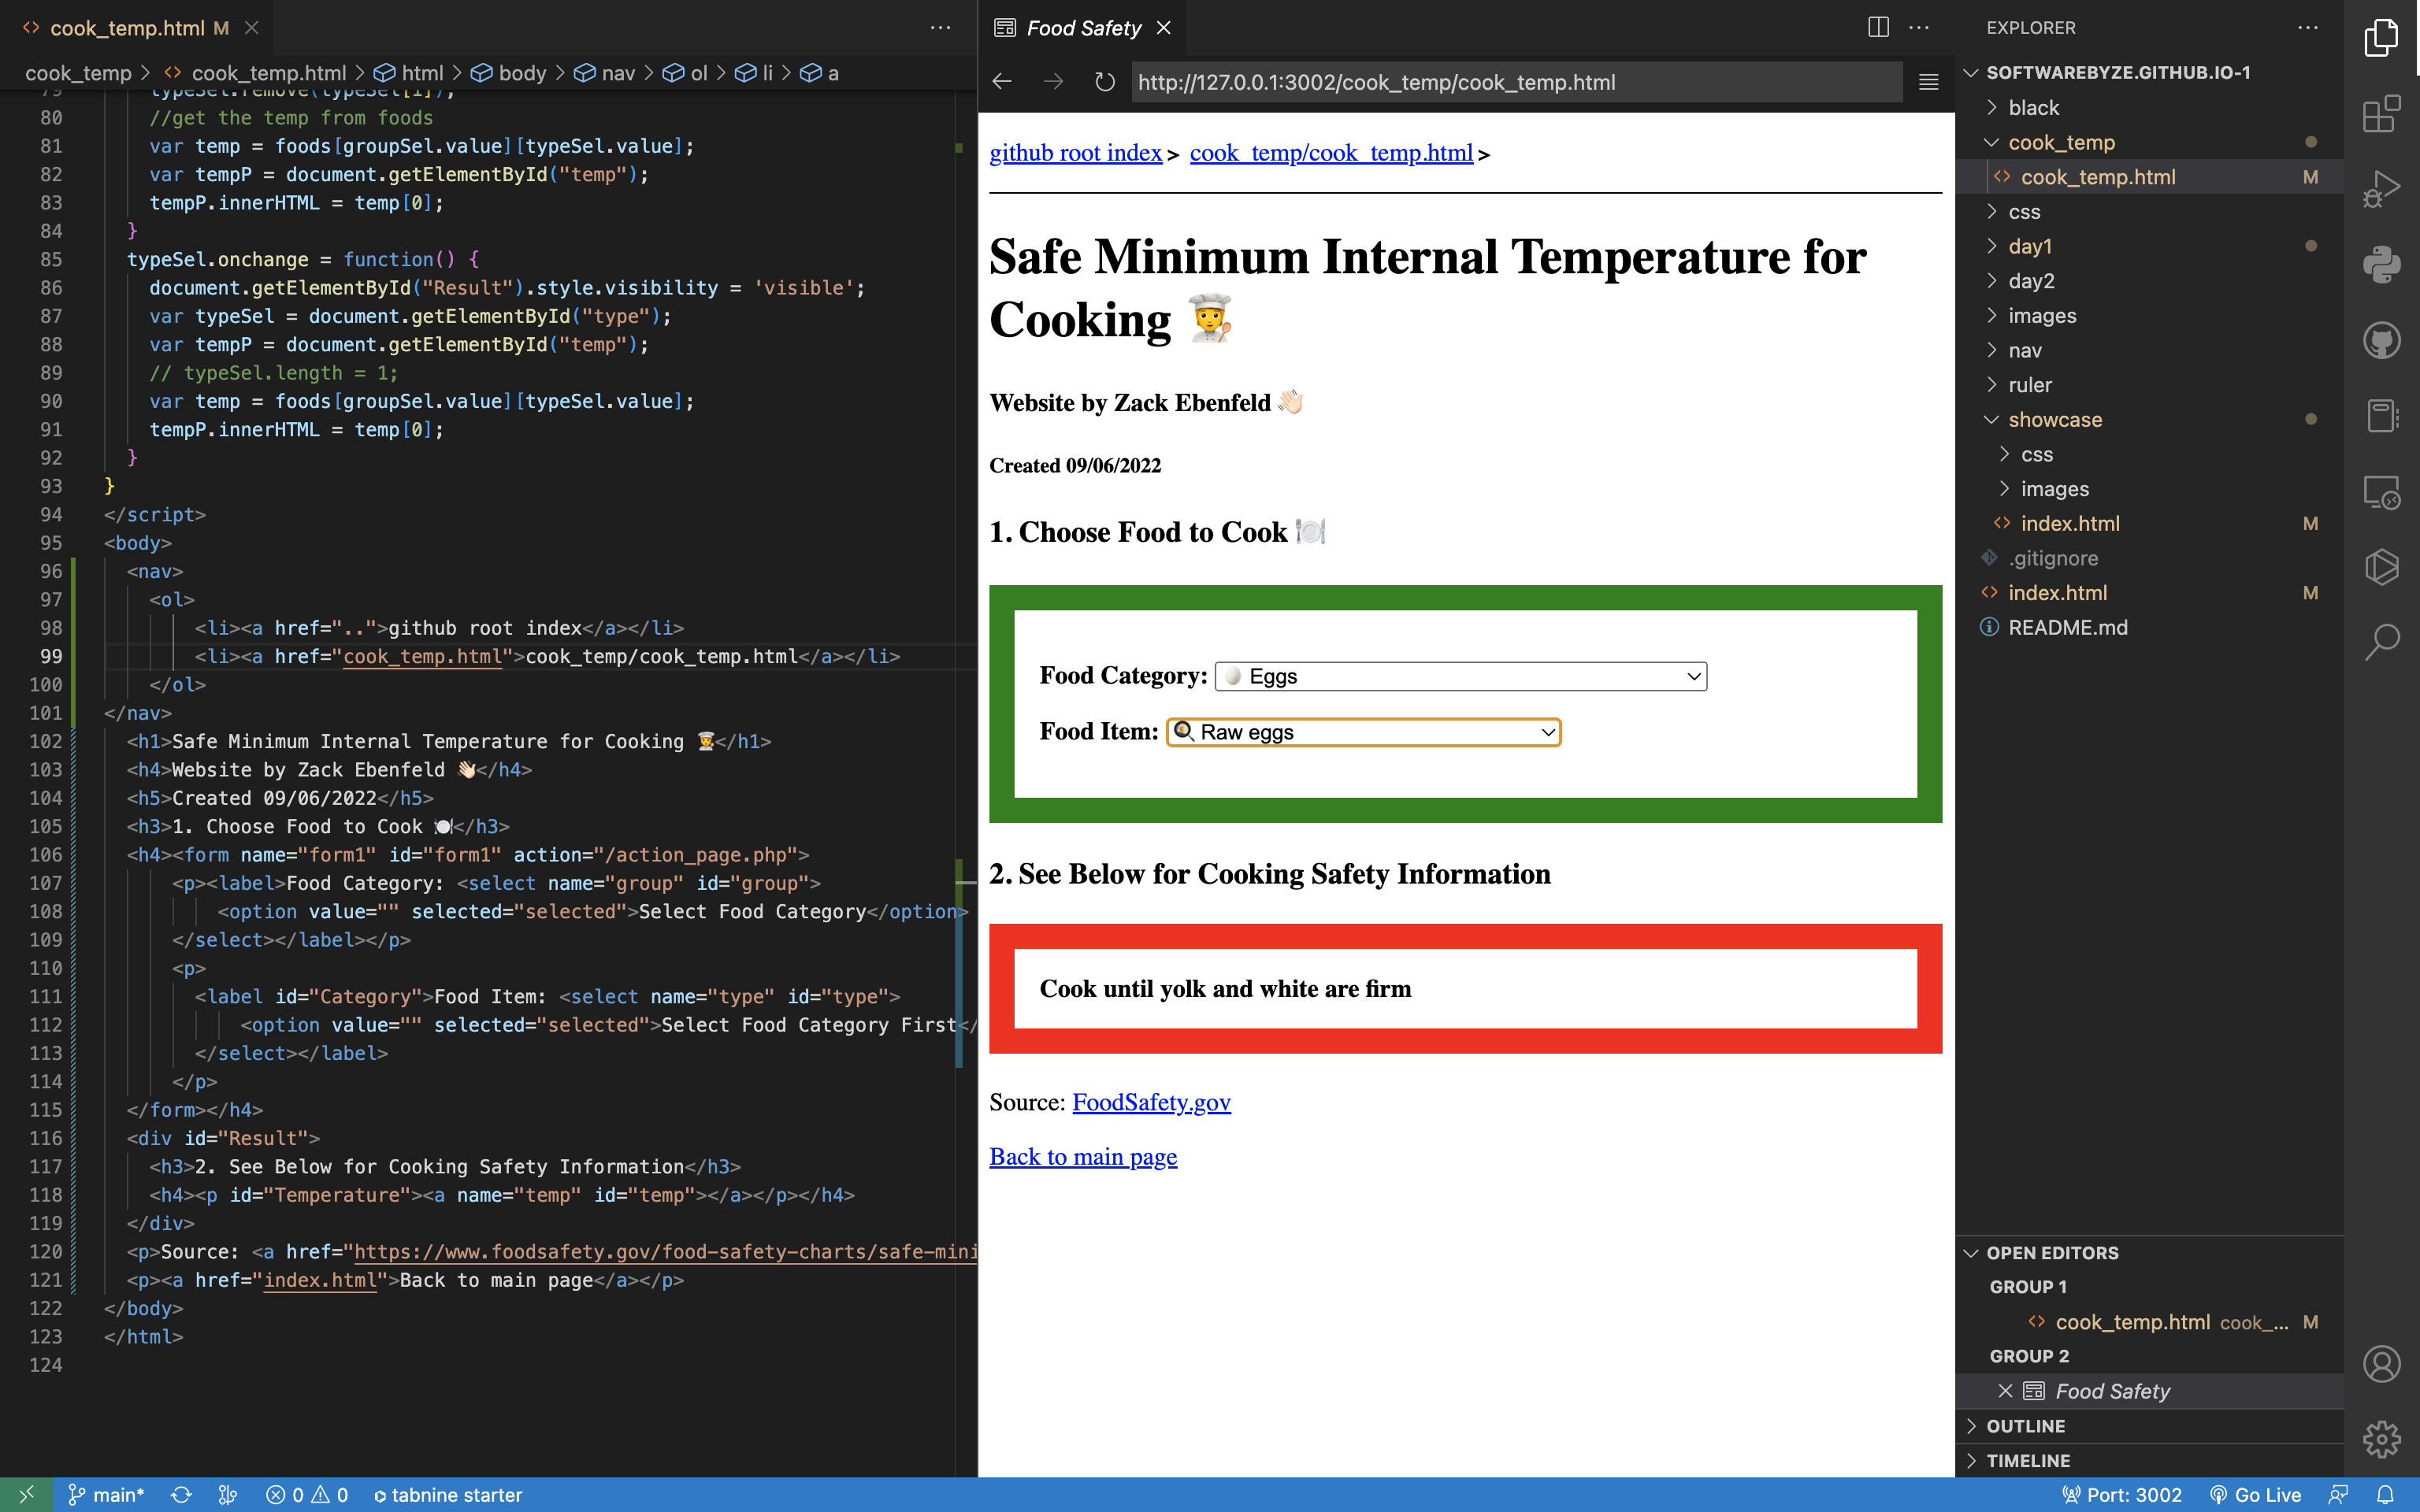 cook_temp.html M
cook_temp > cook_temp.html > html > body > nav > ol > li > a
79 typeSel.remove(typeSel[i]);
80 //get the temp from foods
81 var temp = foods[groupSel.value][typeSel.value];
82 var tempP = document.getElementById("temp");
83 tempP.innerHTML = temp[0];
84 }
85 typeSel.onchange = function() {
86 document.getElementById("Result").style.visibility = 'visible';
87 var typeSel = document.getElementById("type");
88 var tempP = document.getElementById("temp");
89 // typeSel.length = 1;
90 var temp = foods[groupSel.value][typeSel.value];
91 tempP.innerHTML = temp[0];
92 }
93 }
94 </script>
95 <body>
96 <nav>
97 <ol>
98 <li><a href="..">github root index</a></li>
99 <li><a href="cook_temp.html">cook_temp/cook_temp.html</a></li>
100 </ol>
101 </nav>
102 <h1>Safe Minimum Internal Temperature for Cooking 🧑‍🍳</h1>
103 <h4>Website by Zack Ebenfeld 👋🏻</h4>
104 <h5>Created 09/06/2022</h5>
105 <h3>1. Choose Food to Cook 🍽</h3>
106 <h4><form name="form1" id="form1" action="/action_page.php">
107 <p><label>Food Category: <select name="group" id="group">
108 <option value="" selected="selected">Select Food Category</option>
109 </select></label></p>
110 <p>
111 <label id="Category">Food Item: <select name="type" id="type">
112 <option value="" selected="selected">Select Food Category First</
113 </select></label>
114 </p>
115 </form></h4>
116 <div id="Result">
117 <h3>2. See Below for Cooking Safety Information</h3>
118 <h4><p id="Temperature"><a name="temp" id="temp"></a></p></h4>
119 </div>
120 <p>Source: <a href="https://www.foodsafety.gov/food-safety-charts/safe-mini
121 <p><a href="index.html">Back to main page</a></p>
122 </body>
123 </html>
124
Food Safety
http://127.0.0.1:3002/cook_temp/cook_temp.html
github root index > cook_temp/cook_temp.html >
Safe Minimum Internal Temperature for
Cooking 🧑‍🍳
Website by Zack Ebenfeld 👋🏻
Created 09/06/2022
1. Choose Food to Cook 🍽
Food Category: 🥚 Eggs
Food Item: 🍳 Raw eggs
2. See Below for Cooking Safety Information
Cook until yolk and white are firm
Source: FoodSafety.gov
Back to main page
EXPLORER
SOFTWAREBYZE.GITHUB.IO-1
black
cook_temp
cook_temp.html M
css
day1
day2
images
nav
ruler
showcase
css
images
index.html M
.gitignore
index.html M
README.md
OPEN EDITORS
GROUP 1
cook_temp.html cook_... M
GROUP 2
Food Safety
OUTLINE
TIMELINE
main* 0 0 tabnine starter
Port: 3002 Go Live